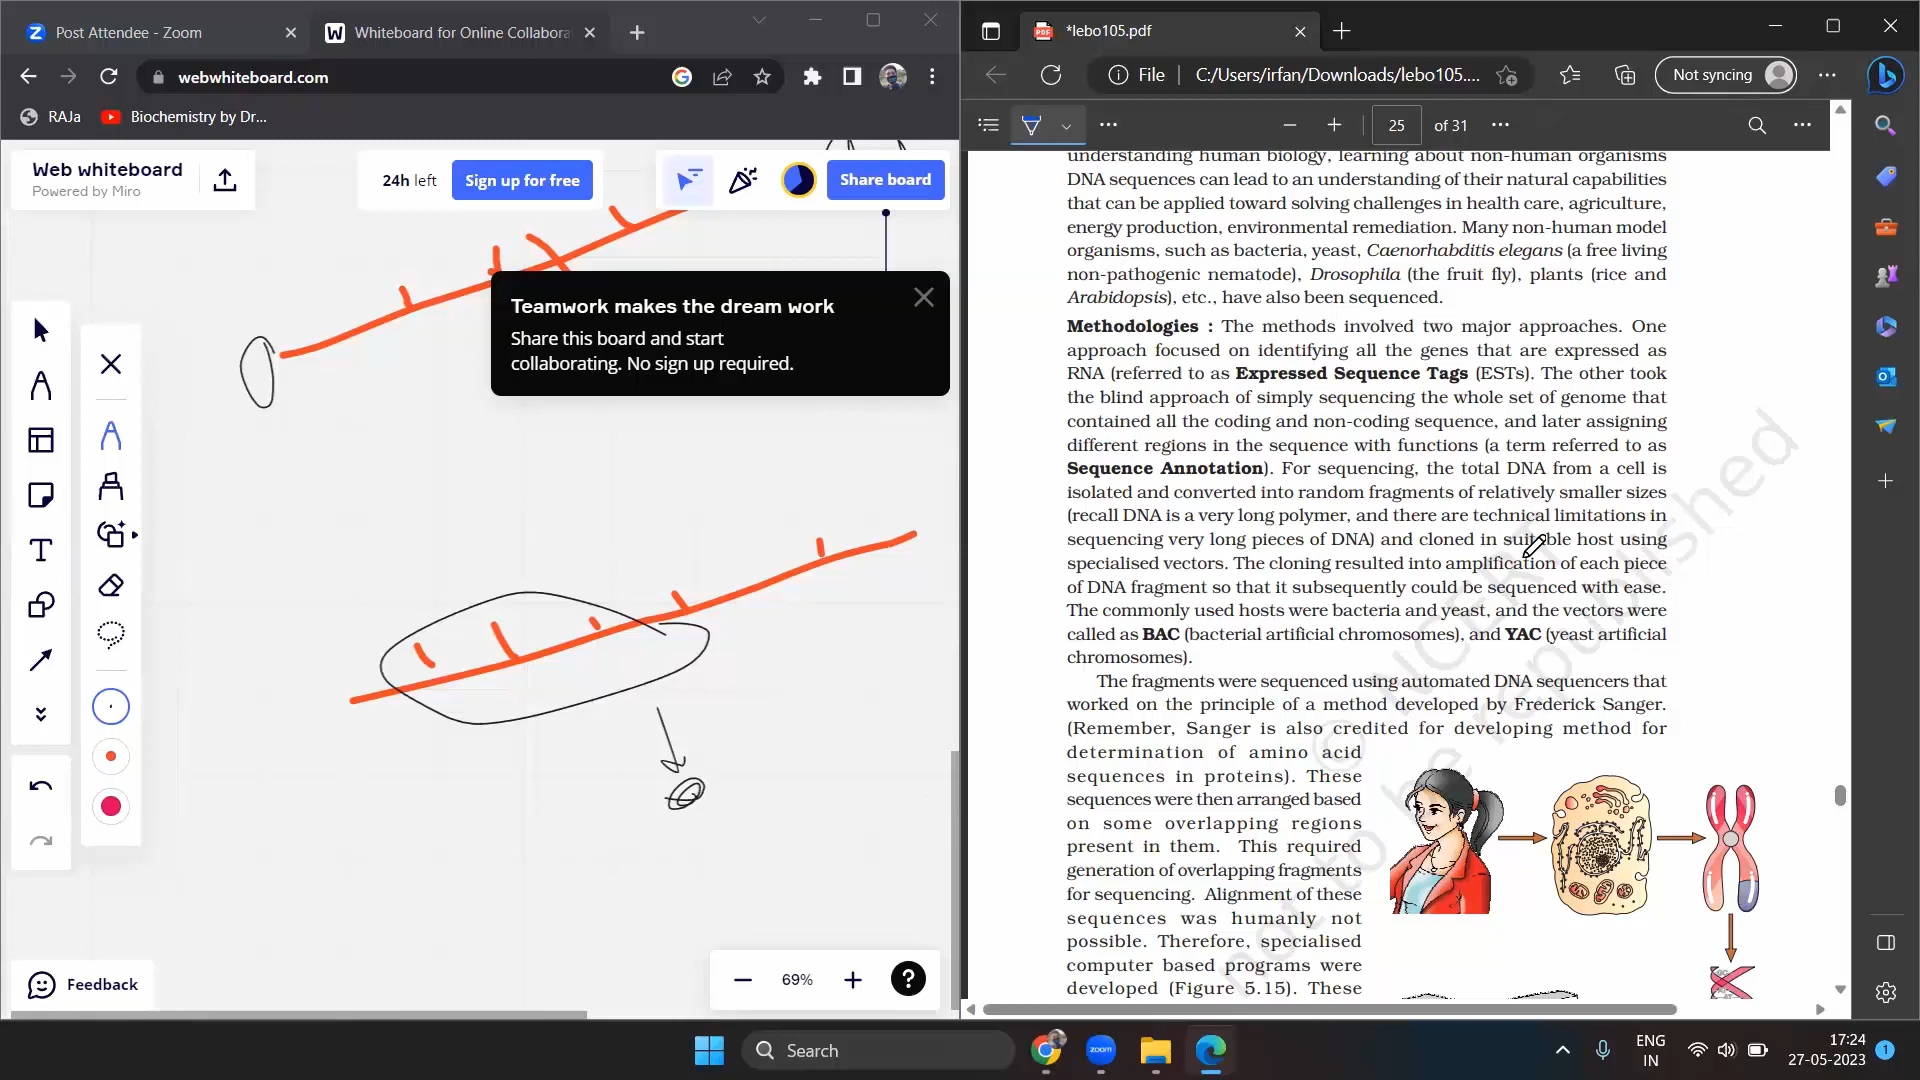 Post Attendee - Zoom
Whiteboard for Online Collabora
*lebo105.pdf
webwhiteboard.com
File
C:/Users/irfan/Downloads/lebo105....
Not syncing
RAJa
Biochemistry by Dr...
25
of 31
Web whiteboard
Powered by Miro
24h left
Sign up for free
Share board
Teamwork makes the dream work
Share this board and start
collaborating. No sign up required.
69%
Feedback
understanding human biology, learning about non-human organisms
DNA sequences can lead to an understanding of their natural capabilities
that can be applied toward solving challenges in health care, agriculture,
energy production, environmental remediation. Many non-human model
organisms, such as bacteria, yeast, Caenorhabditis elegans (a free living
non-pathogenic nematode), Drosophila (the fruit fly), plants (rice and
Arabidopsis), etc., have also been sequenced.
Methodologies : The methods involved two major approaches. One
approach focused on identifying all the genes that are expressed as
RNA (referred to as Expressed Sequence Tags (ESTs). The other took
the blind approach of simply sequencing the whole set of genome that
contained all the coding and non-coding sequence, and later assigning
different regions in the sequence with functions (a term referred to as
Sequence Annotation). For sequencing, the total DNA from a cell is
isolated and converted into random fragments of relatively smaller sizes
(recall DNA is a very long polymer, and there are technical limitations in
sequencing very long pieces of DNA) and cloned in suitable host using
specialised vectors. The cloning resulted into amplification of each piece
of DNA fragment so that it subsequently could be sequenced with ease.
The commonly used hosts were bacteria and yeast, and the vectors were
called as BAC (bacterial artificial chromosomes), and YAC (yeast artificial
chromosomes).
The fragments were sequenced using automated DNA sequencers that
worked on the principle of a method developed by Frederick Sanger.
(Remember, Sanger is also credited for developing method for
determination of amino acid
sequences in proteins). These
sequences were then arranged based
on some overlapping regions
present in them. This required
generation of overlapping fragments
for sequencing. Alignment of these
sequences was humanly not
possible. Therefore, specialised
computer based programs were
developed (Figure 5.15). These
© NCERT
not to be republished
Search
zoom
ENG
IN
17:24
27-05-2023
1